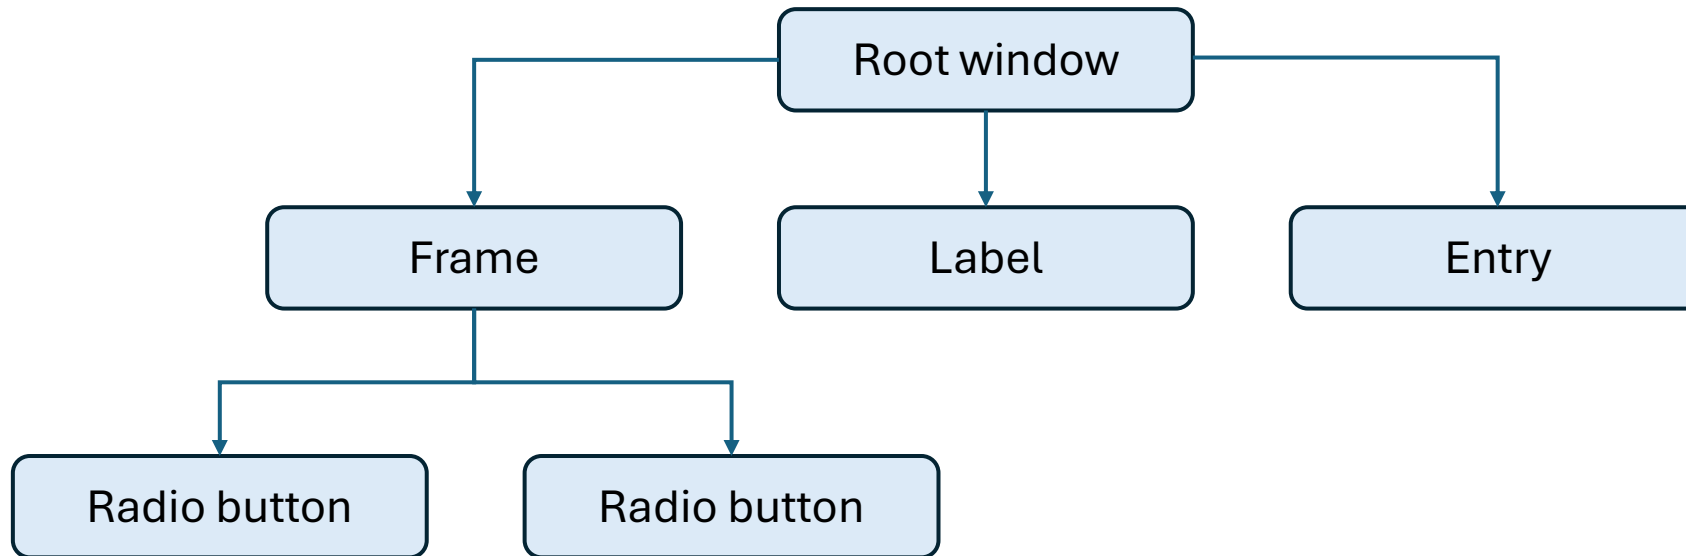 Root window
Frame
Label
Entry
Radio button
Radio button